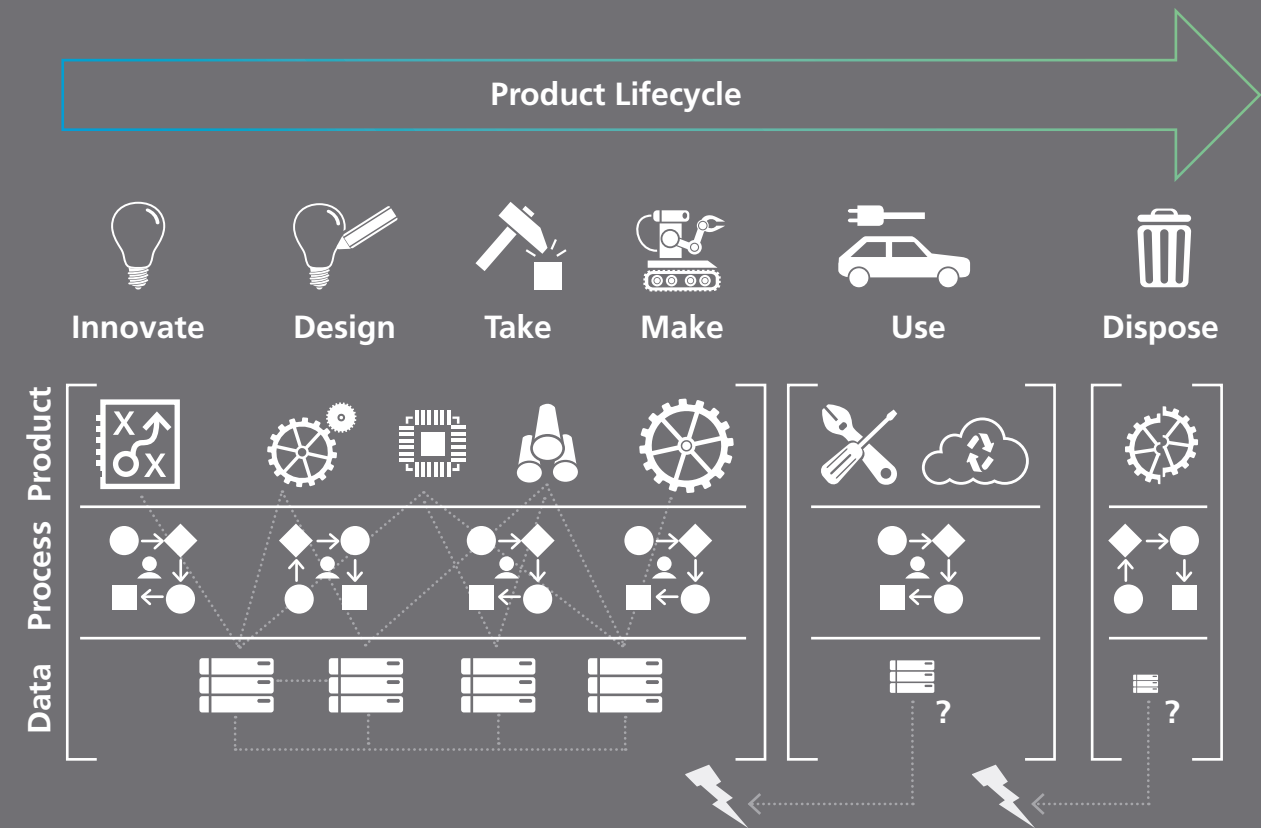 Product Lifecycle
Innovate
Design
Take
Make
Use
Dispose
Product
X
X
Process
Data
?
?